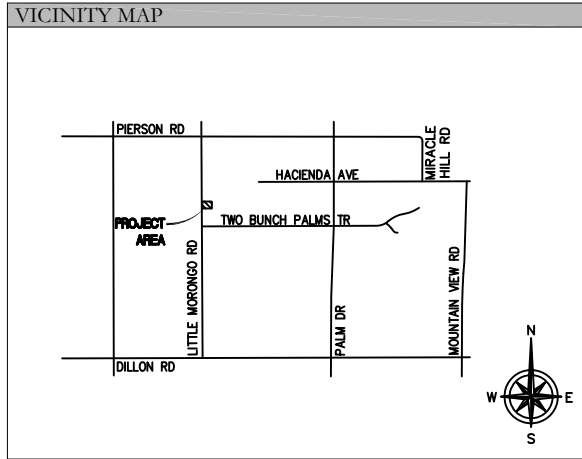 VICINITY MAP
PIERSON RD
MIRACLE
HILL RD
HACIENDA AVE
PROJECT
AREA
TWO BUNCH PALMS TR
LITTLE MORONGO RD
PALM DR
MOUNTAIN VIEW RD
DILLON RD
N
W
E
S